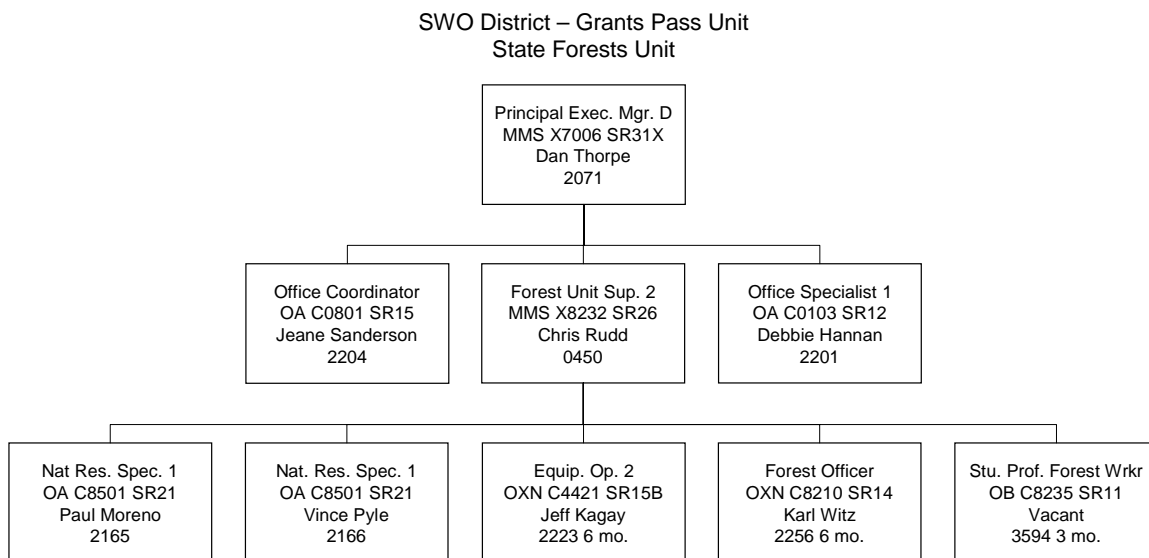 SWO District – Grants Pass Unit
State Forests Unit
Principal Exec. Mgr. D
MMS X7006 SR31X
Dan Thorpe
2071
Office Coordinator
OA C0801 SR15
Jeane Sanderson
2204
Forest Unit Sup. 2
MMS X8232 SR26
Chris Rudd
0450
Office Specialist 1
OA C0103 SR12
Debbie Hannan
2201
Nat Res. Spec. 1
OA C8501 SR21
Paul Moreno
2165
Nat. Res. Spec. 1
OA C8501 SR21
Vince Pyle
2166
Equip. Op. 2
OXN C4421 SR15B
Jeff Kagay
2223 6 mo.
Forest Officer
OXN C8210 SR14
Karl Witz
2256 6 mo.
Stu. Prof. Forest Wrkr
OB C8235 SR11
Vacant
3594 3 mo.